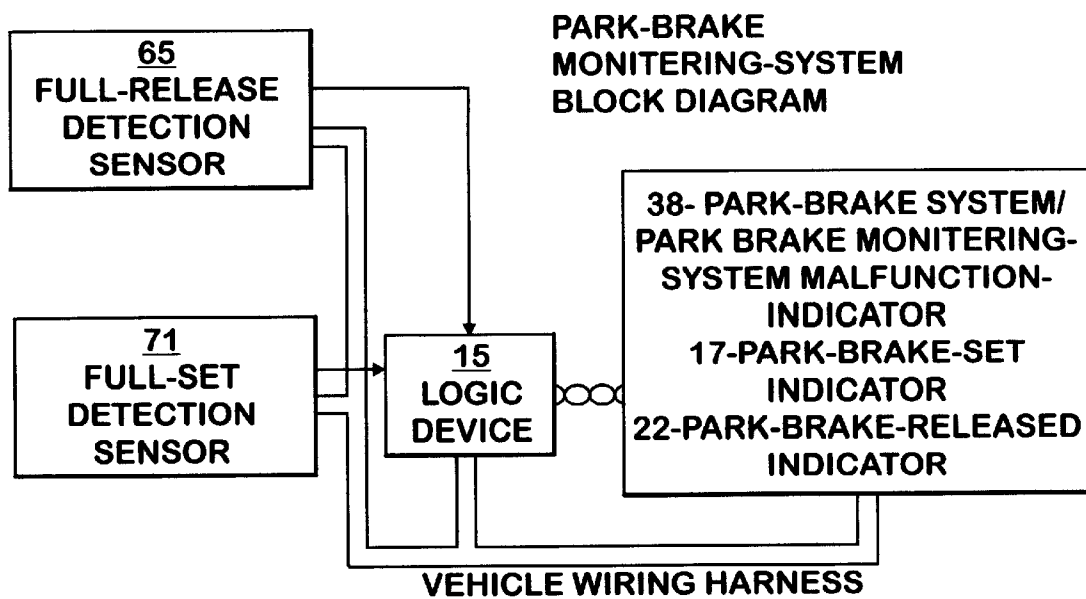 PARK-BRAKE
MONITERING-SYSTEM
BLOCK DIAGRAM
65
FULL-RELEASE
DETECTION
SENSOR
38- PARK-BRAKE SYSTEM/
PARK BRAKE MONITERING-
SYSTEM MALFUNCTION-
INDICATOR
17-PARK-BRAKE-SET
INDICATOR
22-PARK-BRAKE-RELEASED
INDICATOR
71
FULL-SET
DETECTION
SENSOR
15
LOGIC
DEVICE
VEHICLE WIRING HARNESS